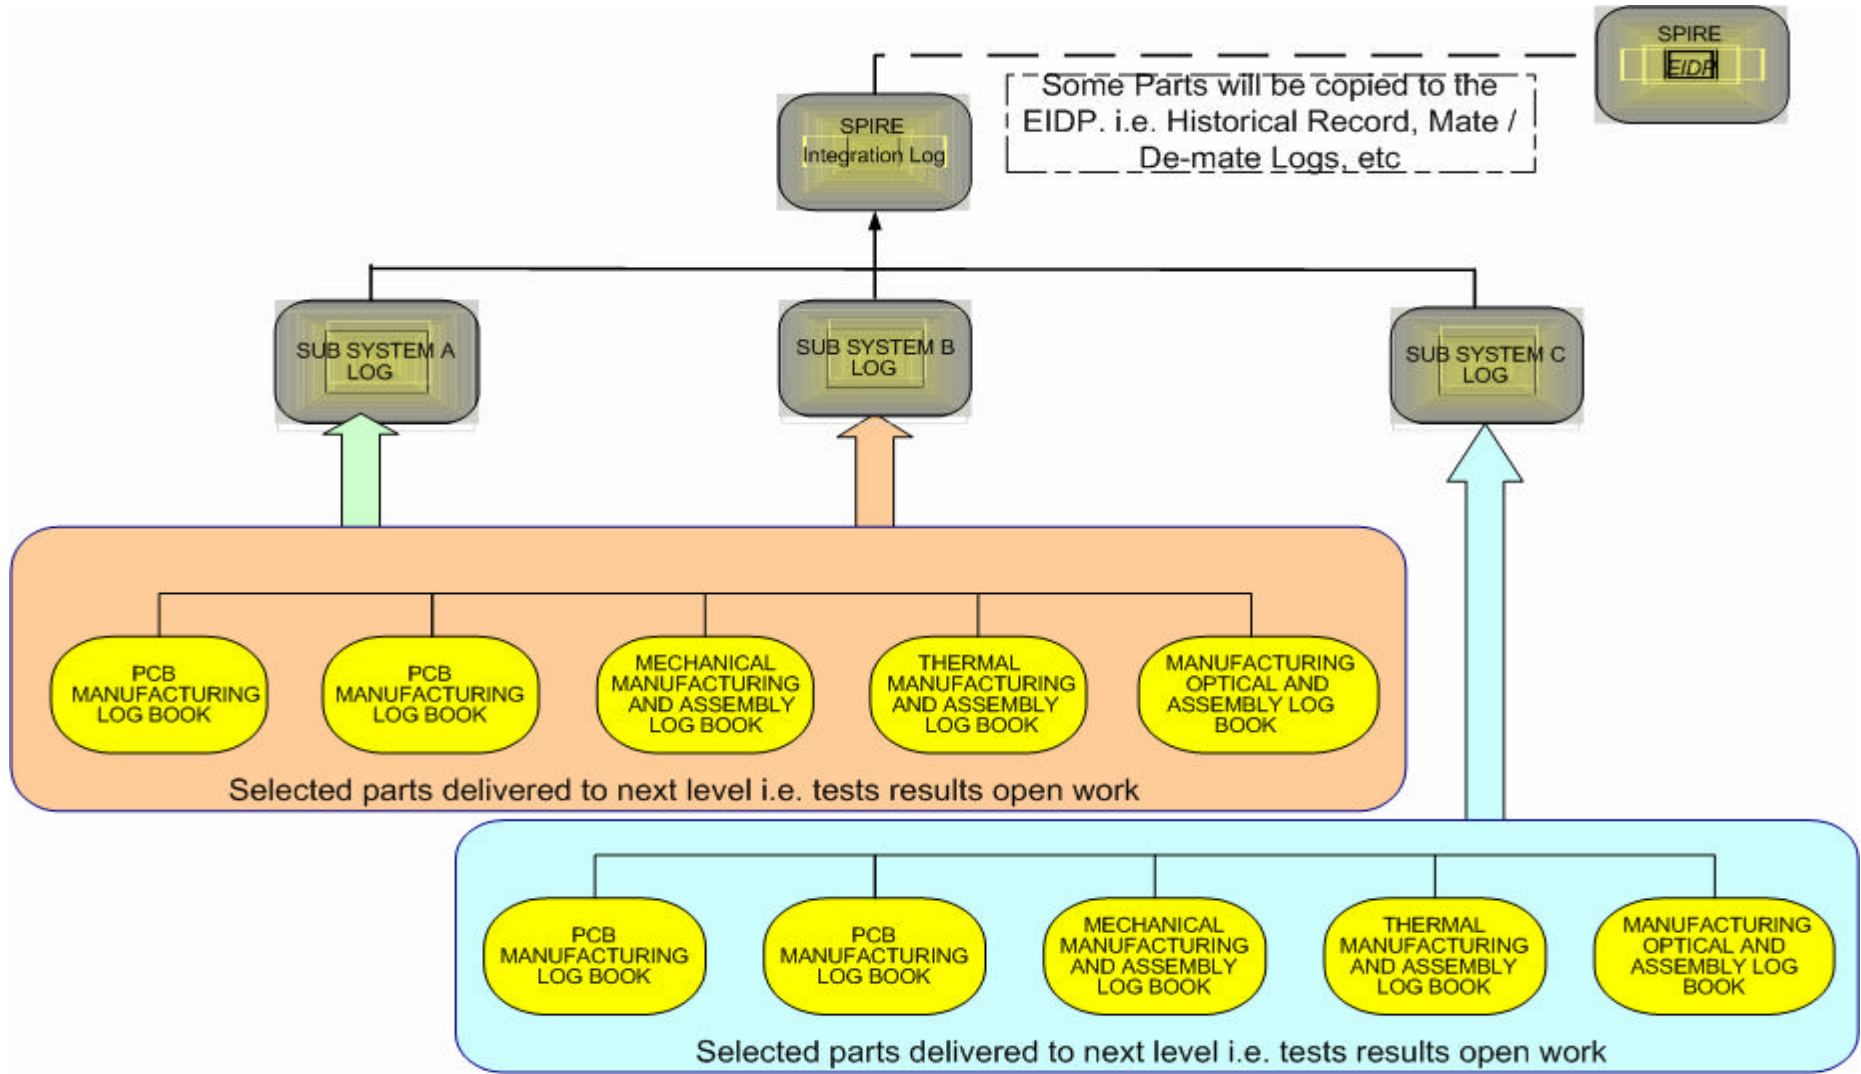 SPIRE
EIDP
Some Parts will be copied to the
EIDP. i.e. Historical Record, Mate /
De-mate Logs, etc
SPIRE
Integration Log
SUB SYSTEM A
LOG
SUB SYSTEM B
LOG
SUB SYSTEM C
LOG
PCB
MANUFACTURING
LOG BOOK
PCB
MANUFACTURING
LOG BOOK
MECHANICAL
MANUFACTURING
AND ASSEMBLY
LOG BOOK
THERMAL
MANUFACTURING
AND ASSEMBLY
LOG BOOK
MANUFACTURING
OPTICAL AND
ASSEMBLY LOG
BOOK
Selected parts delivered to next level i.e. tests results open work
PCB
MANUFACTURING
LOG BOOK
PCB
MANUFACTURING
LOG BOOK
MECHANICAL
MANUFACTURING
AND ASSEMBLY
LOG BOOK
THERMAL
MANUFACTURING
AND ASSEMBLY
LOG BOOK
MANUFACTURING
OPTICAL AND
ASSEMBLY LOG
BOOK
Selected parts delivered to next level i.e. tests results open work